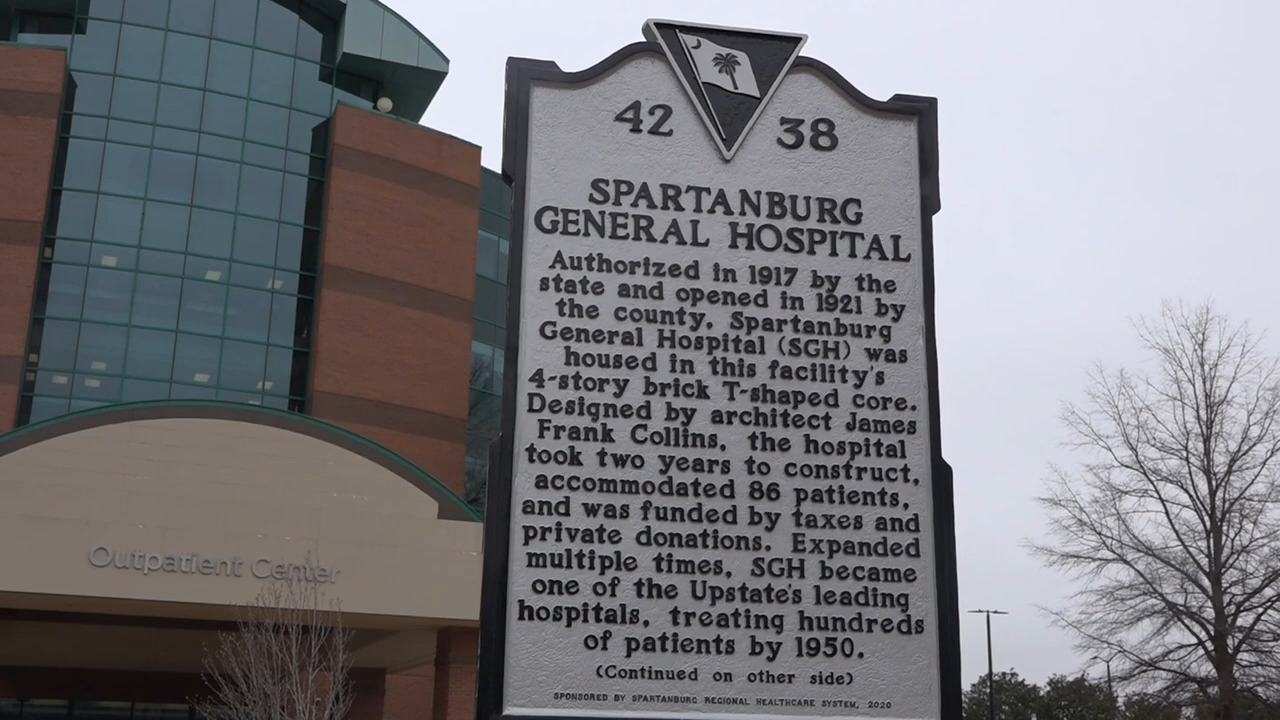 42 38
SPARTANBURG
GENERAL HOSPITAL
Authorized in 1917 by the
state and opened in 1921 by
the county, Spartanburg
General Hospital (SGH) was
housed in this facility's
4-story brick T-shaped core.
Designed by architect James
Frank Collins, the hospital
took two years to construct,
accommodated 86 patients,
and was funded by taxes and
private donations. Expanded
multiple times, SGH became
one of the Upstate's leading
hospitals, treating hundreds
of patients by 1950.
(Continued on other side)
SPONSORED BY SPARTANBURG REGIONAL HEALTHCARE SYSTEM, 2020
Outpatient Center